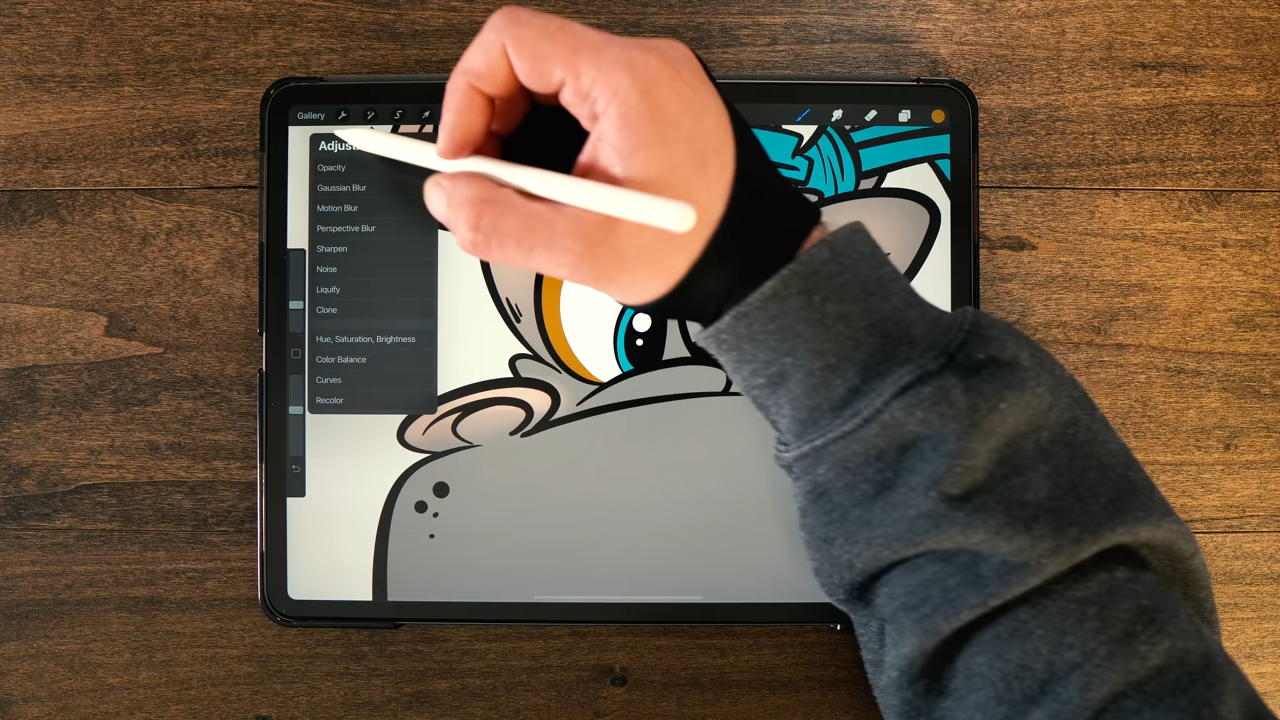 Gallery
Opacity
Gaussian Blur
Motion Blur
Perspective Blur
Sharpen
Noise
Liquify
Clone
Hue, Saturation, Brightness
Color Balance
Curves
Recolor